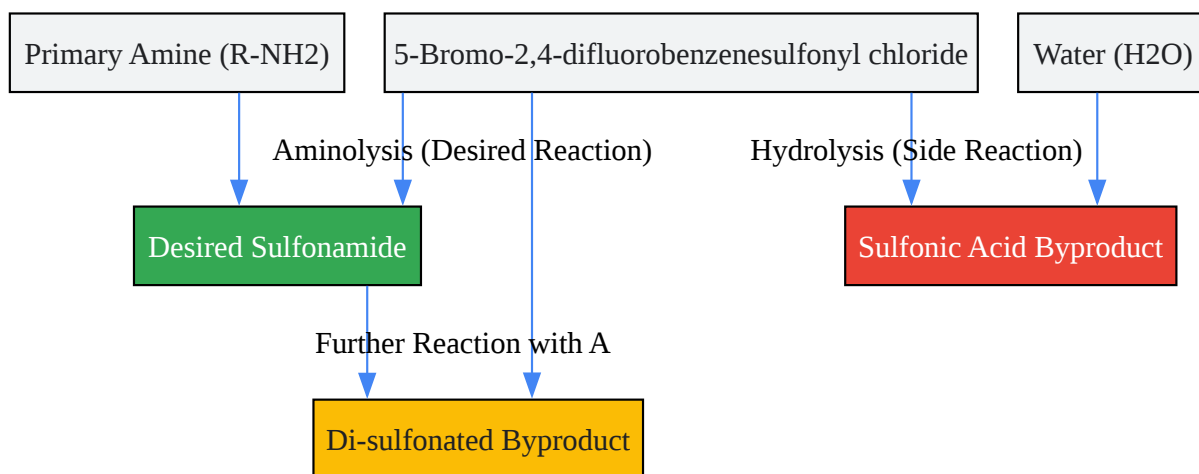 Primary Amine (R-NH2)
5-Bromo-2,4-difluorobenzenesulfonyl chloride
Water (H2O)
Aminolysis (Desired Reaction)
Hydrolysis (Side Reaction)
Desired Sulfonamide
Sulfonic Acid Byproduct
Further Reaction with A
Di-sulfonated Byproduct